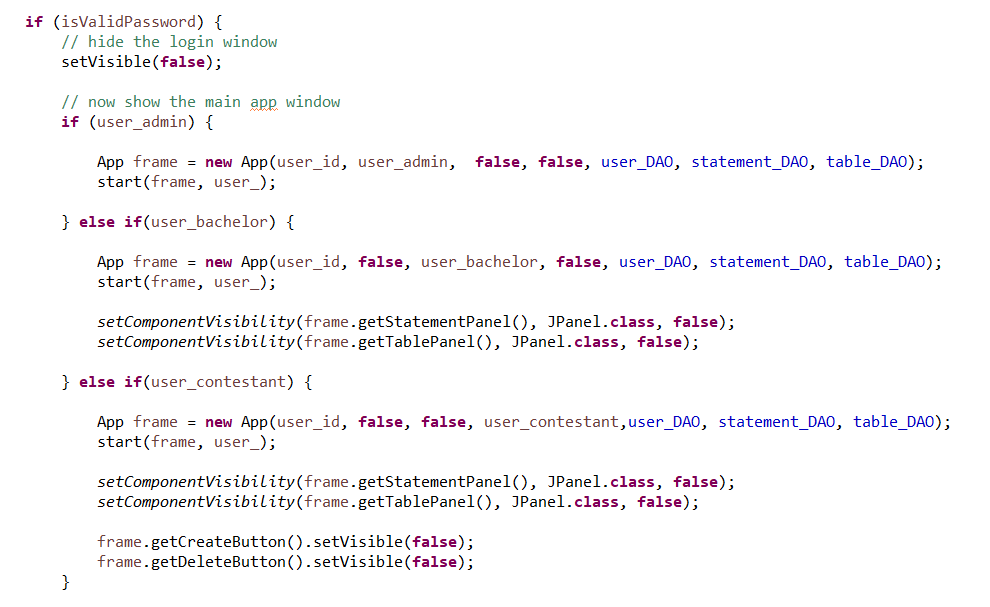 if (isValidPassword) {
// hide the login window
setVisible(false);
// now show the main app window
if (user_admin) {
App frame = new App(user_id, user_admin,  false, false, user_DAO, statement_DAO, table_DAO);
start(frame, user_);
} else if(user_bachelor) {
App frame = new App(user_id, false, user_bachelor, false, user_DAO, statement_DAO, table_DAO);
start(frame, user_);
setComponentVisibility(frame.getStatementPanel(), JPanel.class, false);
setComponentVisibility(frame.getTablePanel(), JPanel.class, false);
} else if(user_contestant) {
App frame = new App(user_id, false, false, user_contestant,user_DAO, statement_DAO, table_DAO);
start(frame, user_);
setComponentVisibility(frame.getStatementPanel(), JPanel.class, false);
setComponentVisibility(frame.getTablePanel(), JPanel.class, false);
frame.getCreateButton().setVisible(false);
frame.getDeleteButton().setVisible(false);
}